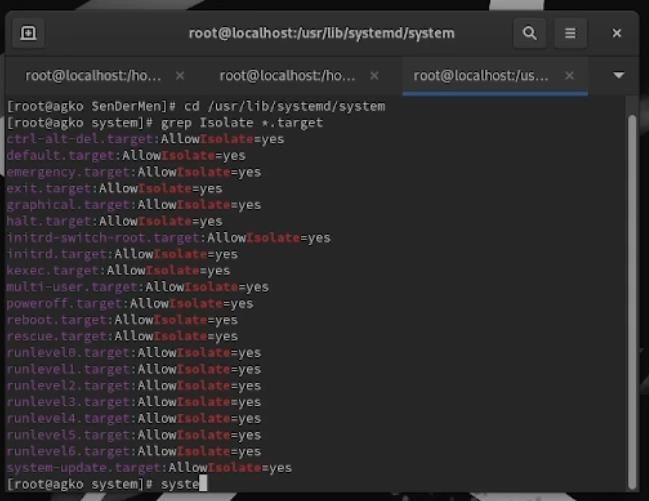 root@localhost:/usr/lib/systemd/system
root@localhost:/ho...
root@localhost:/ho...
root@localhost:/us...
[root@agko SenDerMen]# cd /usr/lib/systemd/system
[root@agko system]# grep Isolate *.target
ctrl-alt-del.target:AllowIsolate=yes
default.target:AllowIsolate=yes
emergency.target:AllowIsolate=yes
exit.target:AllowIsolate=yes
graphical.target:AllowIsolate=yes
halt.target:AllowIsolate=yes
initrd-switch-root.target:AllowIsolate=yes
initrd.target:AllowIsolate=yes
kexec.target:AllowIsolate=yes
multi-user.target:AllowIsolate=yes
poweroff.target:AllowIsolate=yes
reboot.target:AllowIsolate=yes
rescue.target:AllowIsolate=yes
runlevel0.target:AllowIsolate=yes
runlevel1.target:AllowIsolate=yes
runlevel2.target:AllowIsolate=yes
runlevel3.target:AllowIsolate=yes
runlevel4.target:AllowIsolate=yes
runlevel5.target:AllowIsolate=yes
runlevel6.target:AllowIsolate=yes
system-update.target:AllowIsolate=yes
[root@agko system]# syste